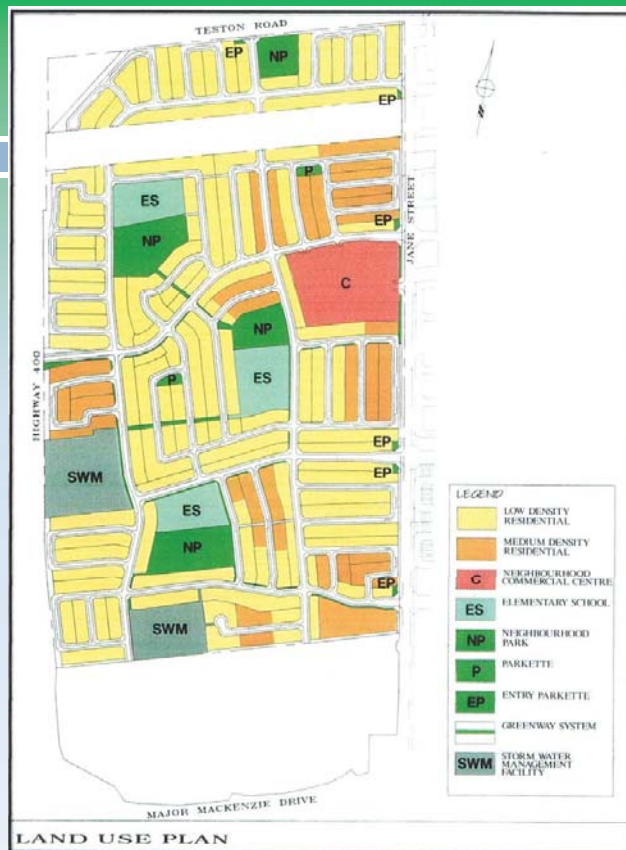 TESTON ROAD
EP
NP
EP
P
ES
EP
NP
JANE STREET
C
NP
HIGHWAY 400
P
ES
EP
EP
SWM
ES
NP
EP
SWM
MAJOR MACKENZIE DRIVE
LAND USE PLAN
N
LEGEND
LOW DENSITY
RESIDENTIAL
MEDIUM DENSITY
RESIDENTIAL
C
NEIGHBOURHOOD
COMMERCIAL CENTRE
ES
ELEMENTARY SCHOOL
NP
NEIGHBOURHOOD
PARK
P
PARKETTE
EP
ENTRY PARKETTE
GREENWAY SYSTEM
SWM
STORM WATER
MANAGEMENT
FACILITY